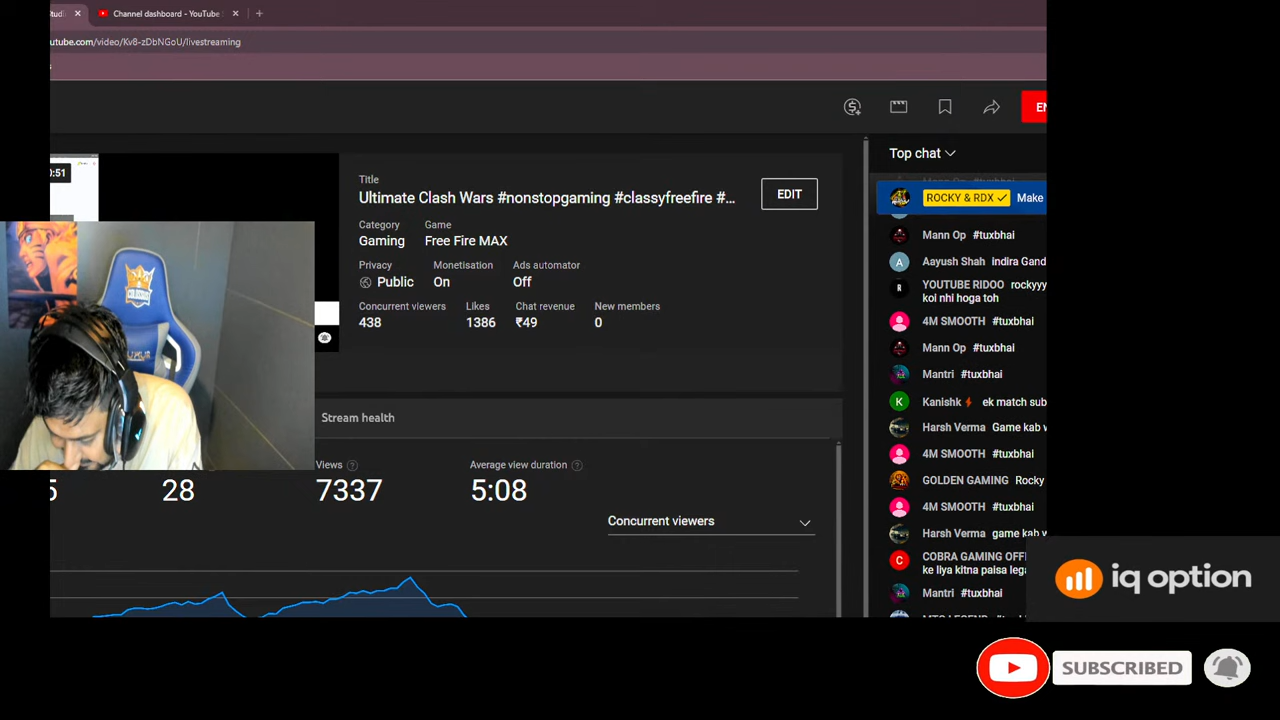 Channel dashboard - YouTube
utube.com/video/Kv8-zDbNGoU/livestreaming
:51
Title
Ultimate Clash Wars #nonstopgaming #classyfreefire #...
EDIT
Category
Game
Gaming
Free Fire MAX
Privacy
Monetisation
Ads automator
Public
On
Off
Concurrent viewers
Likes
Chat revenue
New members
438
1386
₹49
0
Stream health
Views
Average view duration
28
7337
5:08
Concurrent viewers
Top chat
ROCKY & RDX Make
Mann Op #tuxbhai
Aayush Shah indira Gand
YOUTUBE RIDOO rockyyy
koi nhi hoga toh
4M SMOOTH #tuxbhai
Mann Op #tuxbhai
Mantri #tuxbhai
K Kanishk ek match sub
Harsh Verma Game kab w
4M SMOOTH #tuxbhai
GOLDEN GAMING Rocky
4M SMOOTH #tuxbhai
Harsh Verma game kab w
C COBRA GAMING OFF
ke liya kitna paisa lega
Mantri #tuxbhai
iq option
SUBSCRIBED